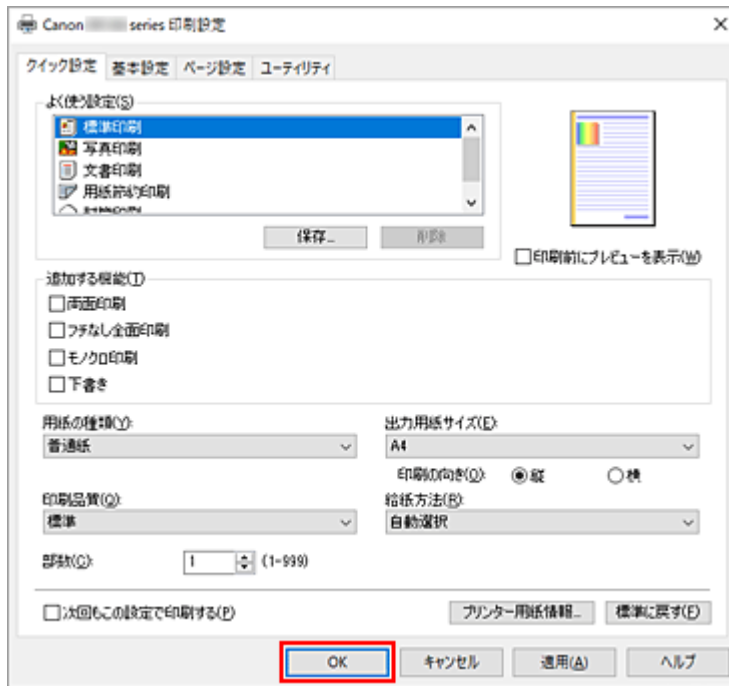 Canon series 印刷設定
クイック設定 基本設定 ページ設定 ユーティリティ
よく使う設定(S)
標準印刷
写真印刷
文書印刷
用紙節約印刷
保存...
削除
印刷前にプレビューを表示(W)
追加する機能(T)
両面印刷
フチなし全面印刷
モノクロ印刷
下書き
用紙の種類(Y):
普通紙
出力用紙サイズ(E):
A4
印刷の向き(O): 縦 横
印刷品質(Q):
標準
給紙方法(R):
自動選択
部数(C): 1 (1-999)
次回もこの設定で印刷する(P)
プリンター用紙情報... 標準に戻す(F)
OK キャンセル 適用(A) ヘルプ